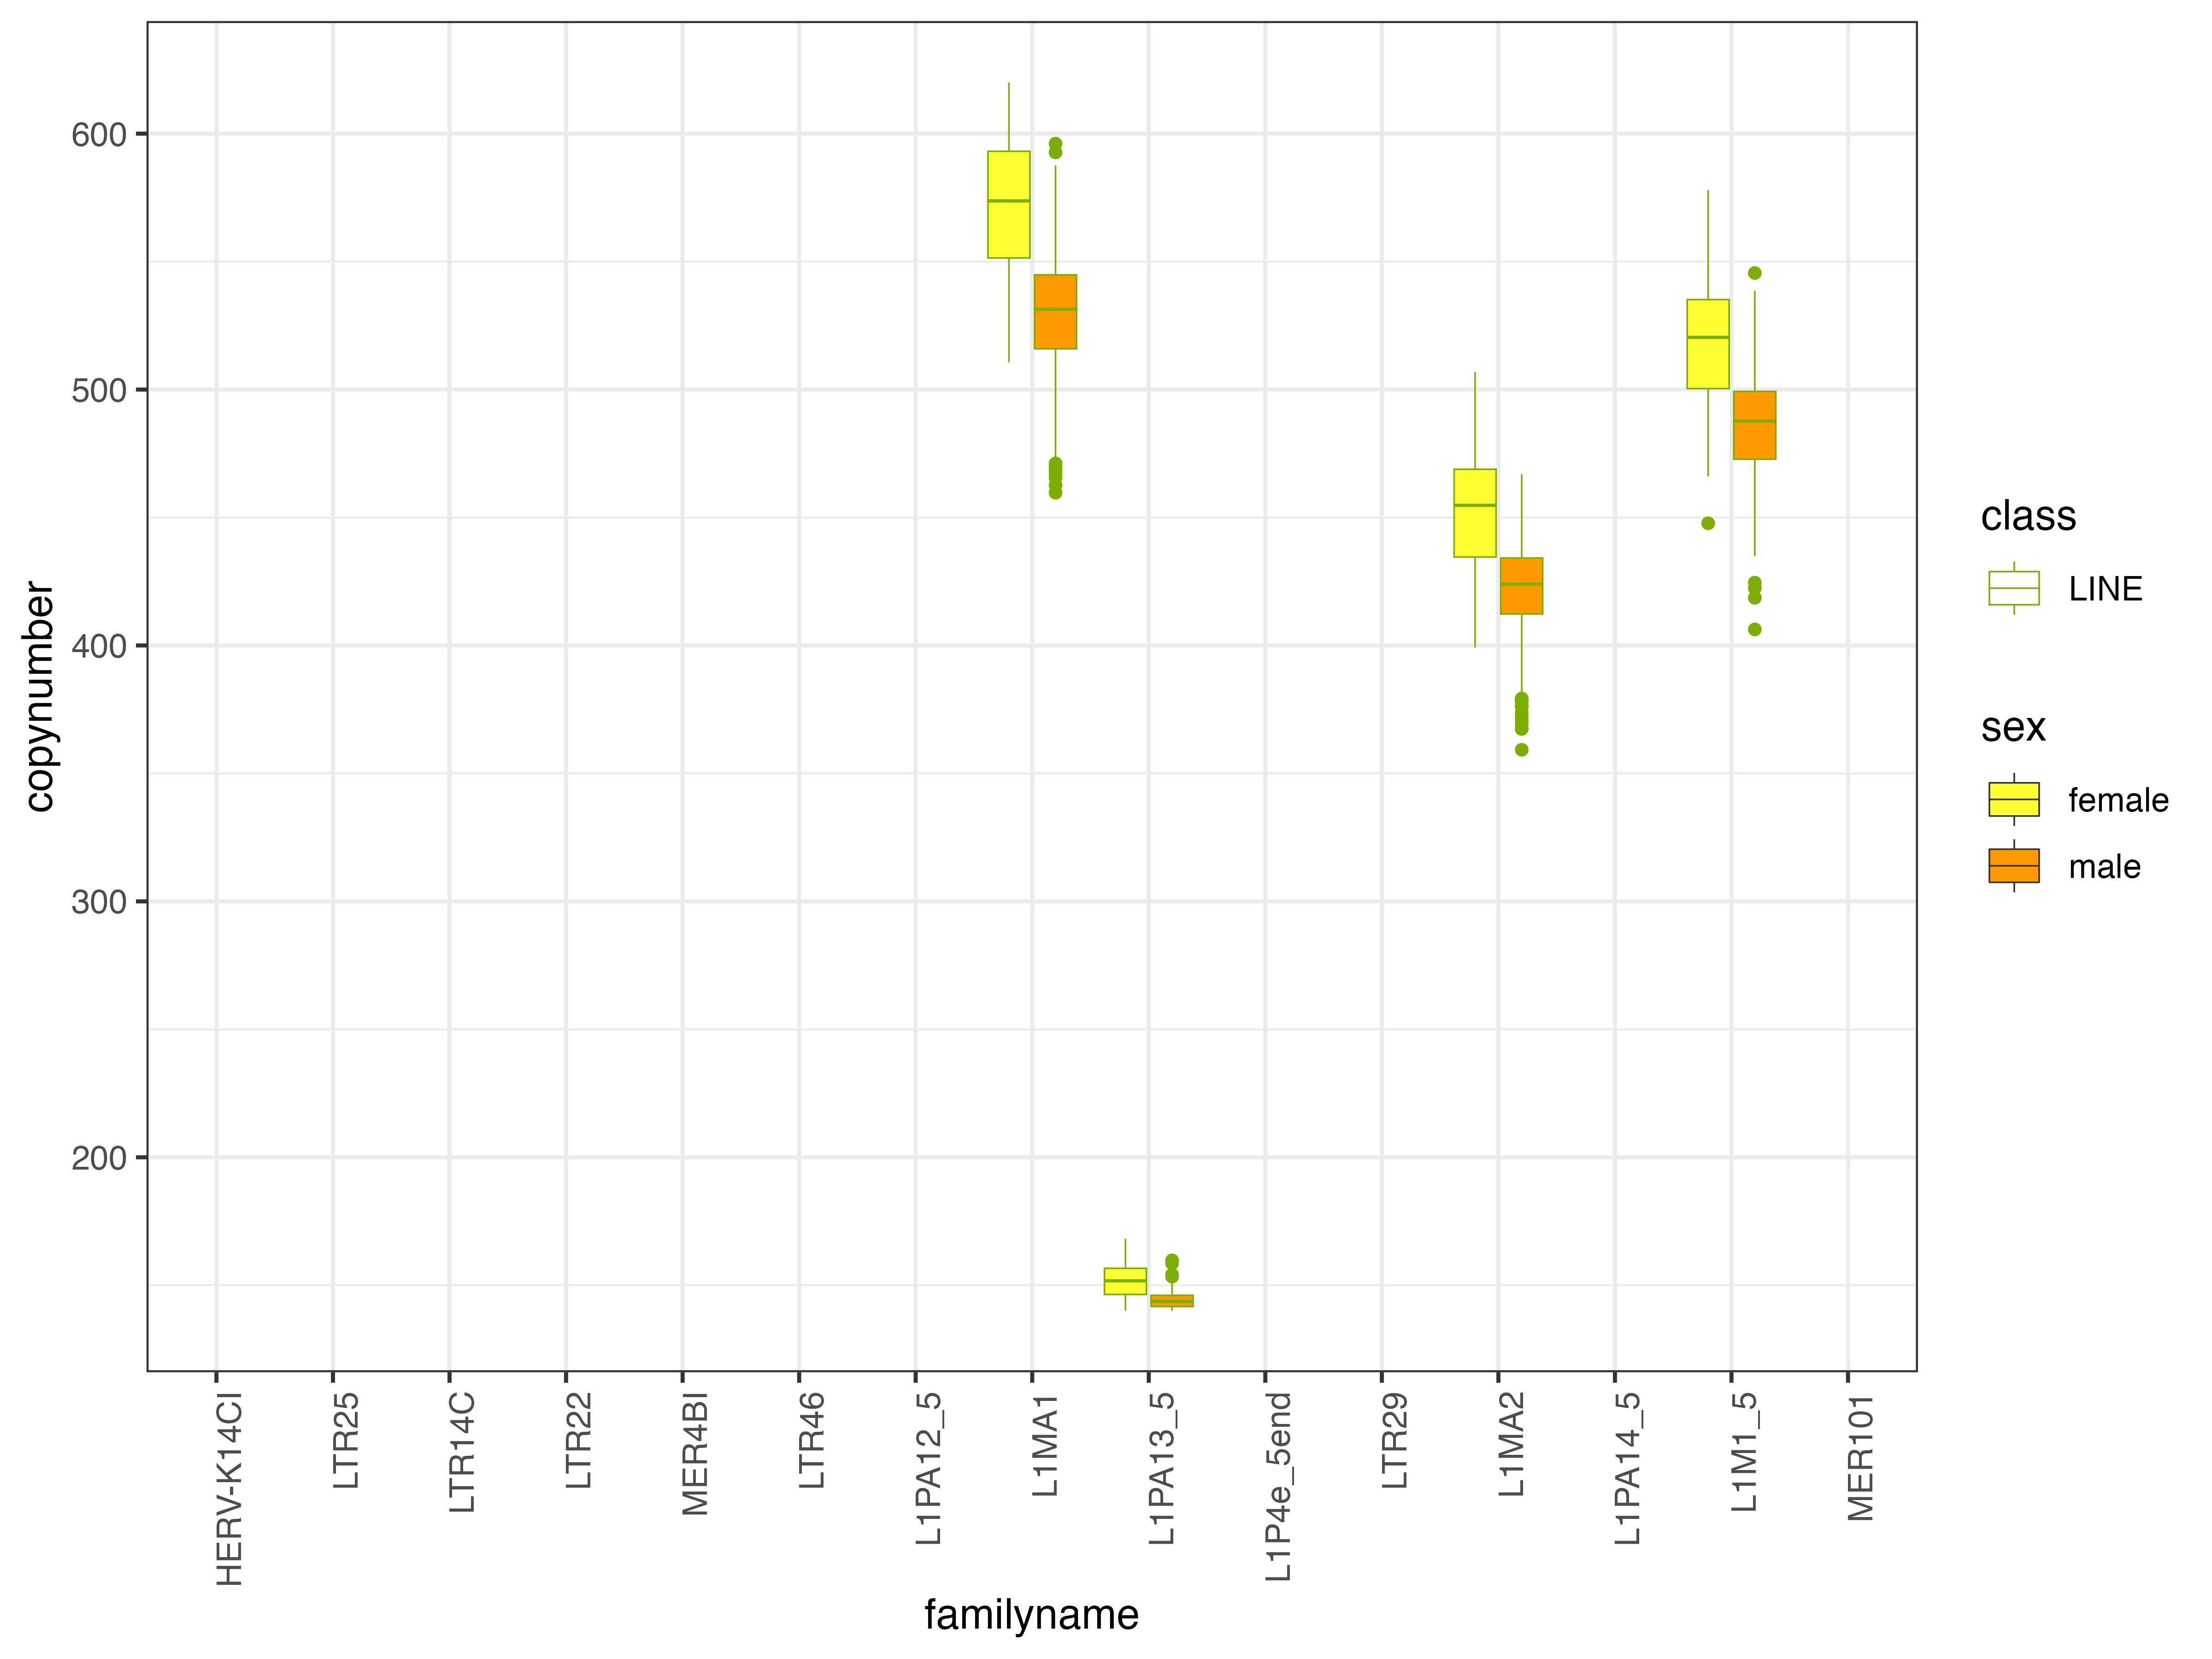 copynumber
600
500
400
300
200
HERV-K14CI
LTR25
LTR14C
LTR22
MER4BI
LTR46
L1PA12_5
L1MA1
L1PA13_5
L1P4e_5end
LTR29
L1MA2
L1PA14_5
L1M1_5
MER101
familyname
class
LINE
sex
female
male